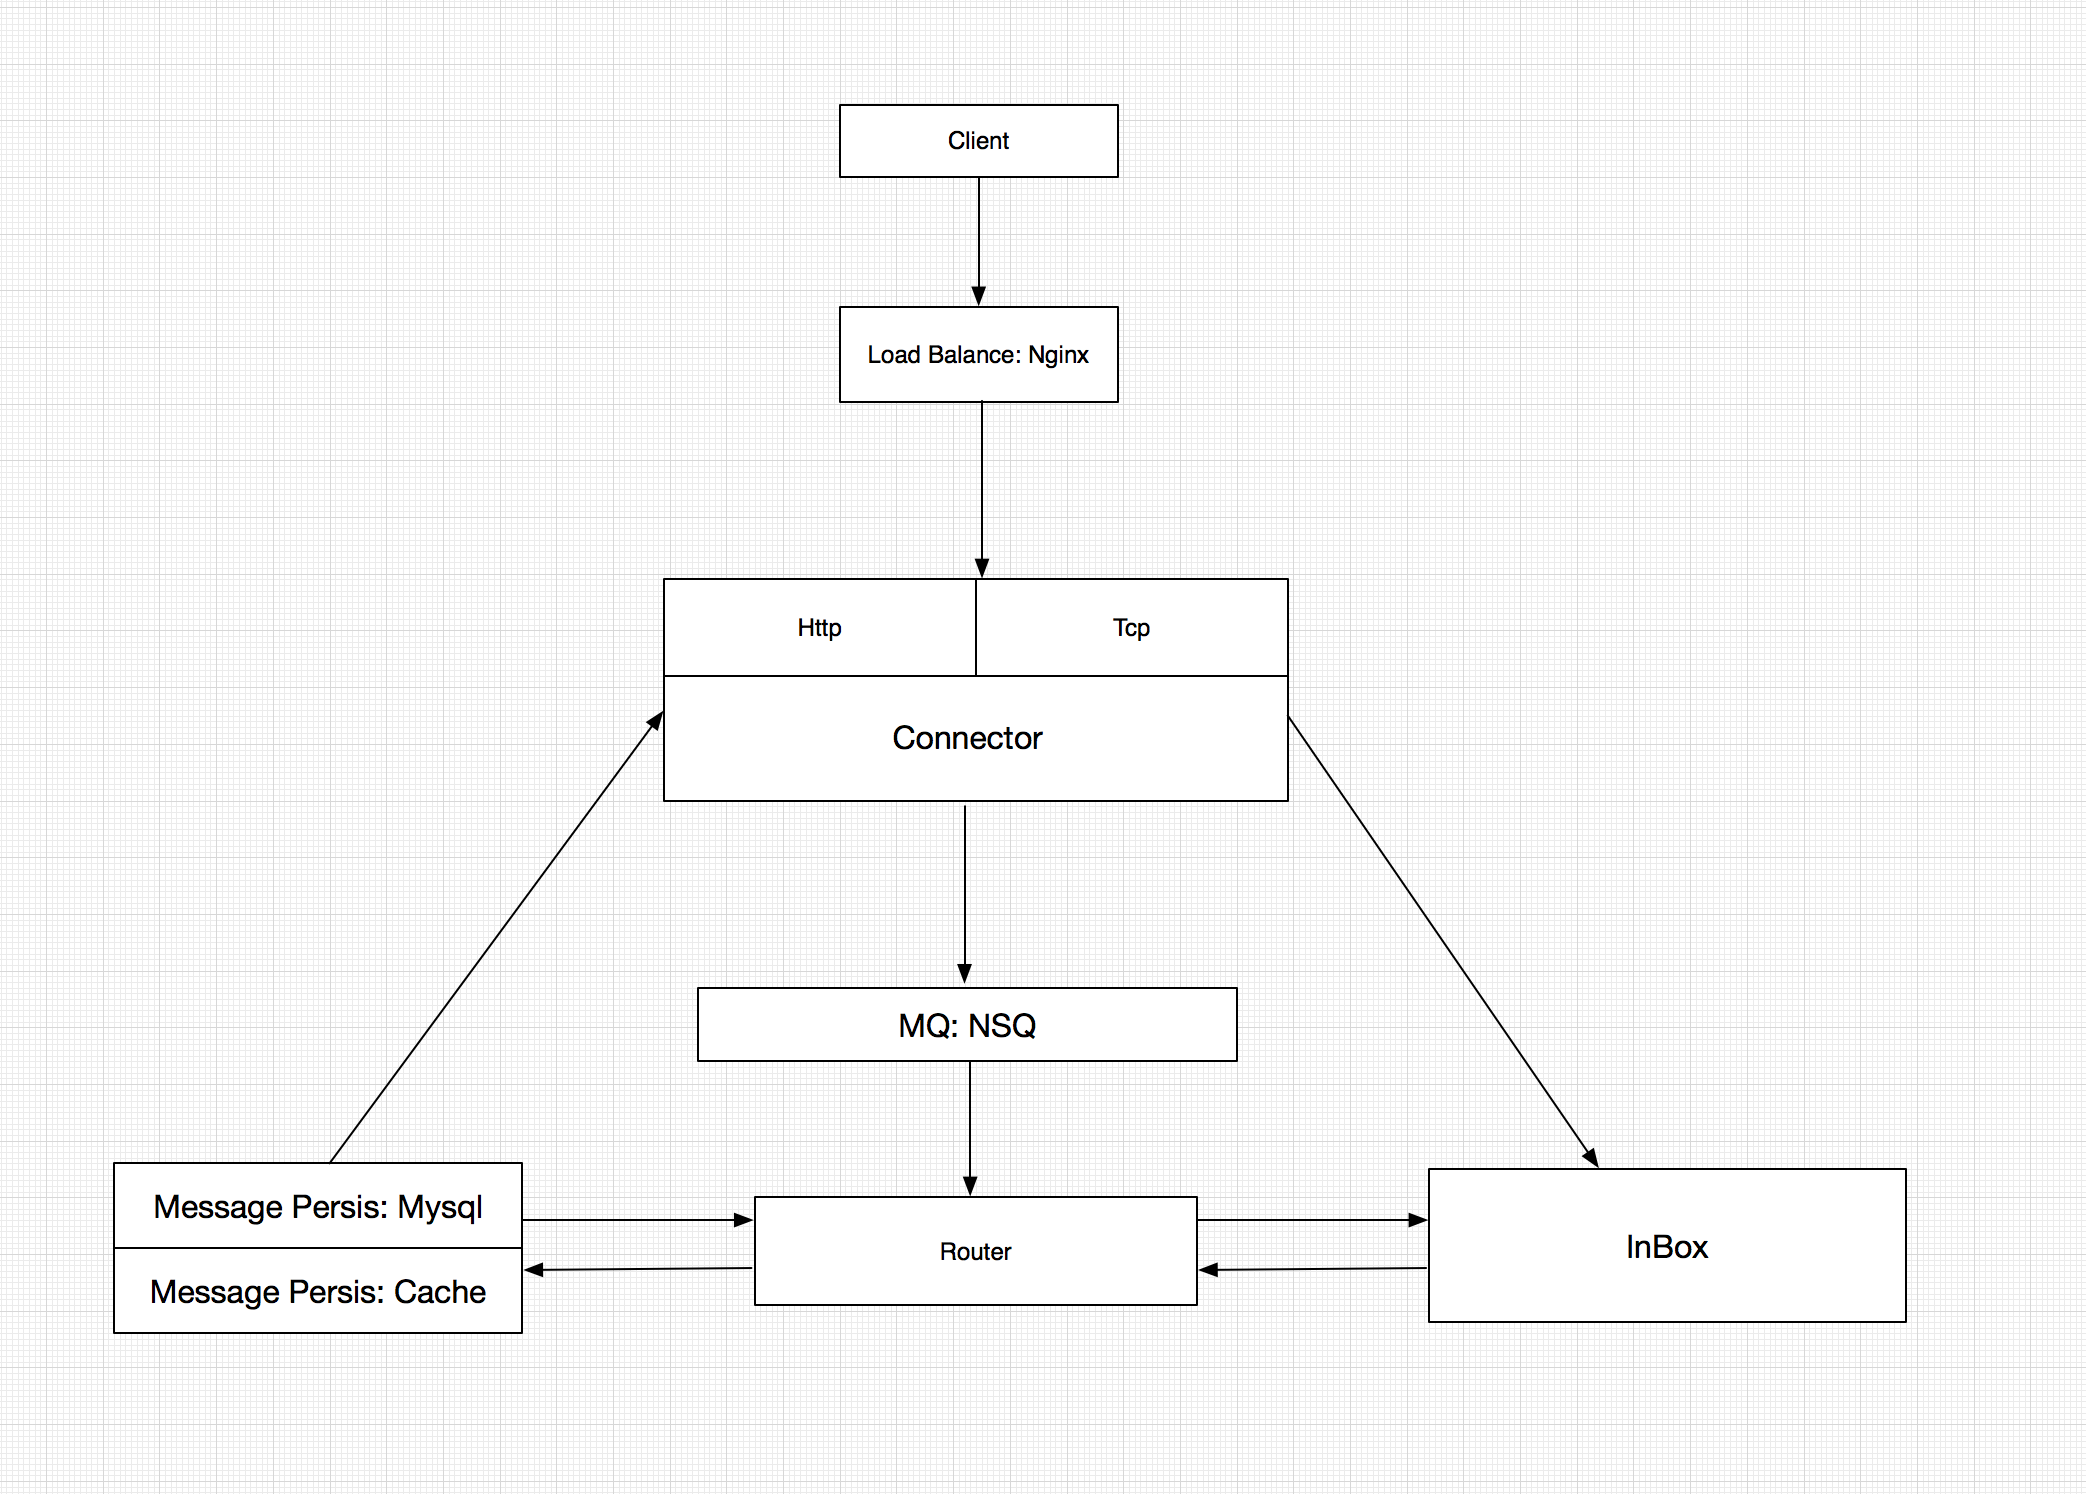 Client
Load Balance: Nginx
Http
Tcp
Connector
MQ: NSQ
Message Persis: Mysql
Message Persis: Cache
Router
InBox